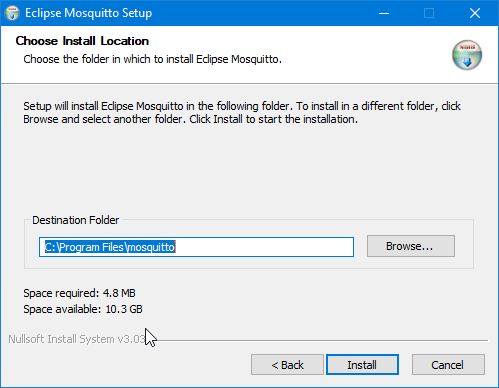 Eclipse Mosquitto Setup
Choose Install Location
Choose the folder in which to install Eclipse Mosquitto.
Setup will install Eclipse Mosquitto in the following folder. To install in a different folder, click
Browse and select another folder. Click Install to start the installation.
Destination Folder
C:\Program Files\mosquitto
Browse...
Space required: 4.8 MB
Space available: 10.3 GB
Nullsoft Install System v3.03
< Back
Install
Cancel